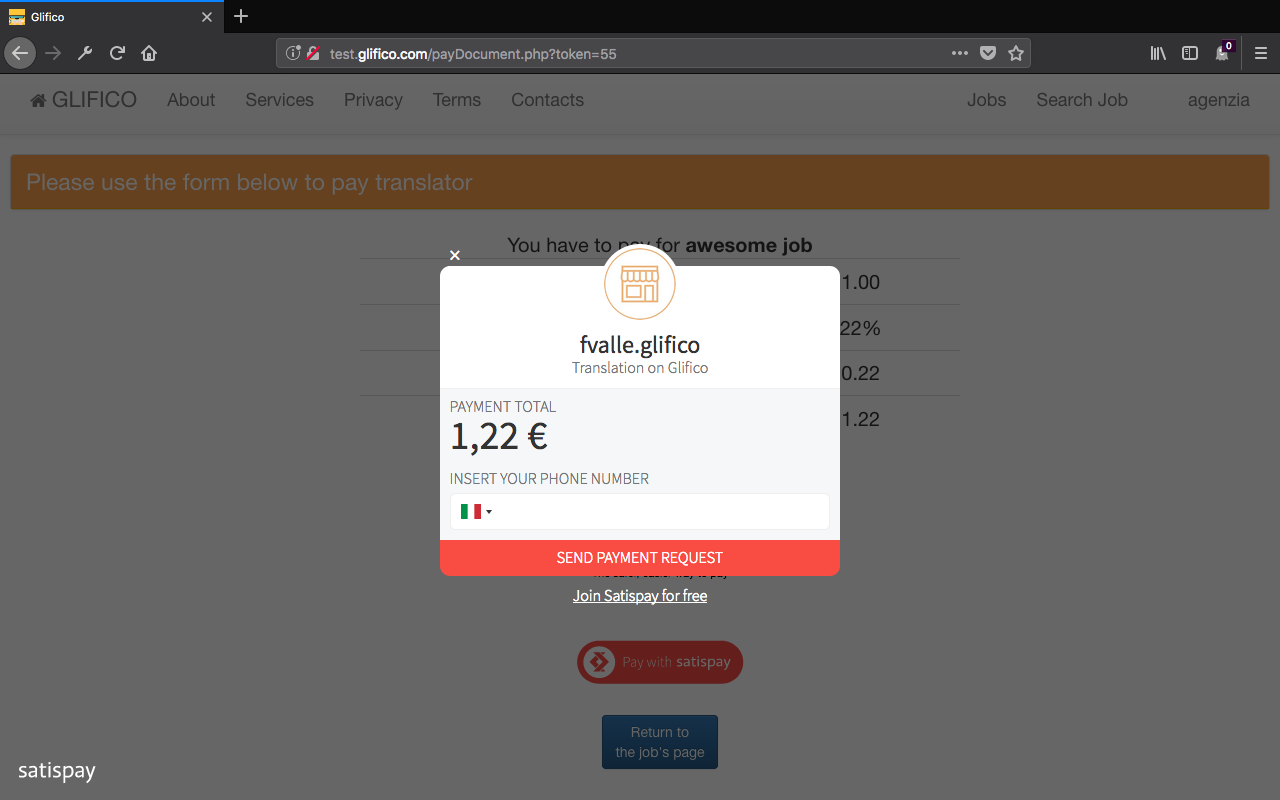 Glifico
0
test.glifico.com/payDocument.php?token=55
GLIFICO About Services Privacy Terms Contacts Jobs Search Job agenzia
Please use the form below to pay translator
You have to pay for awesome job
1.00
22%
0.22
1.22
fvalle.glifico
Translation on Glifico
PAYMENT TOTAL
1,22 €
INSERT YOUR PHONE NUMBER
SEND PAYMENT REQUEST
Join Satispay for free
Pay with satispay
Return to
the job's page
satispay